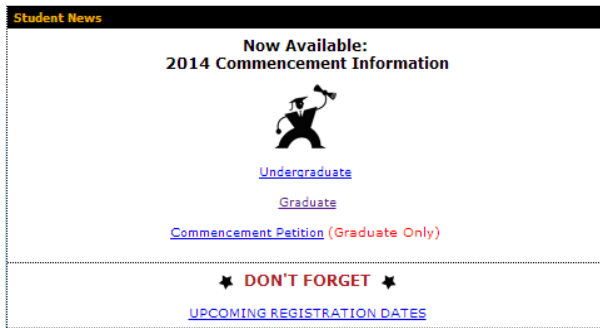 Student News
Now Available:
2014 Commencement Information
Undergraduate
Graduate
Commencement Petition (Graduate Only)
DON'T FORGET
UPCOMING REGISTRATION DATES